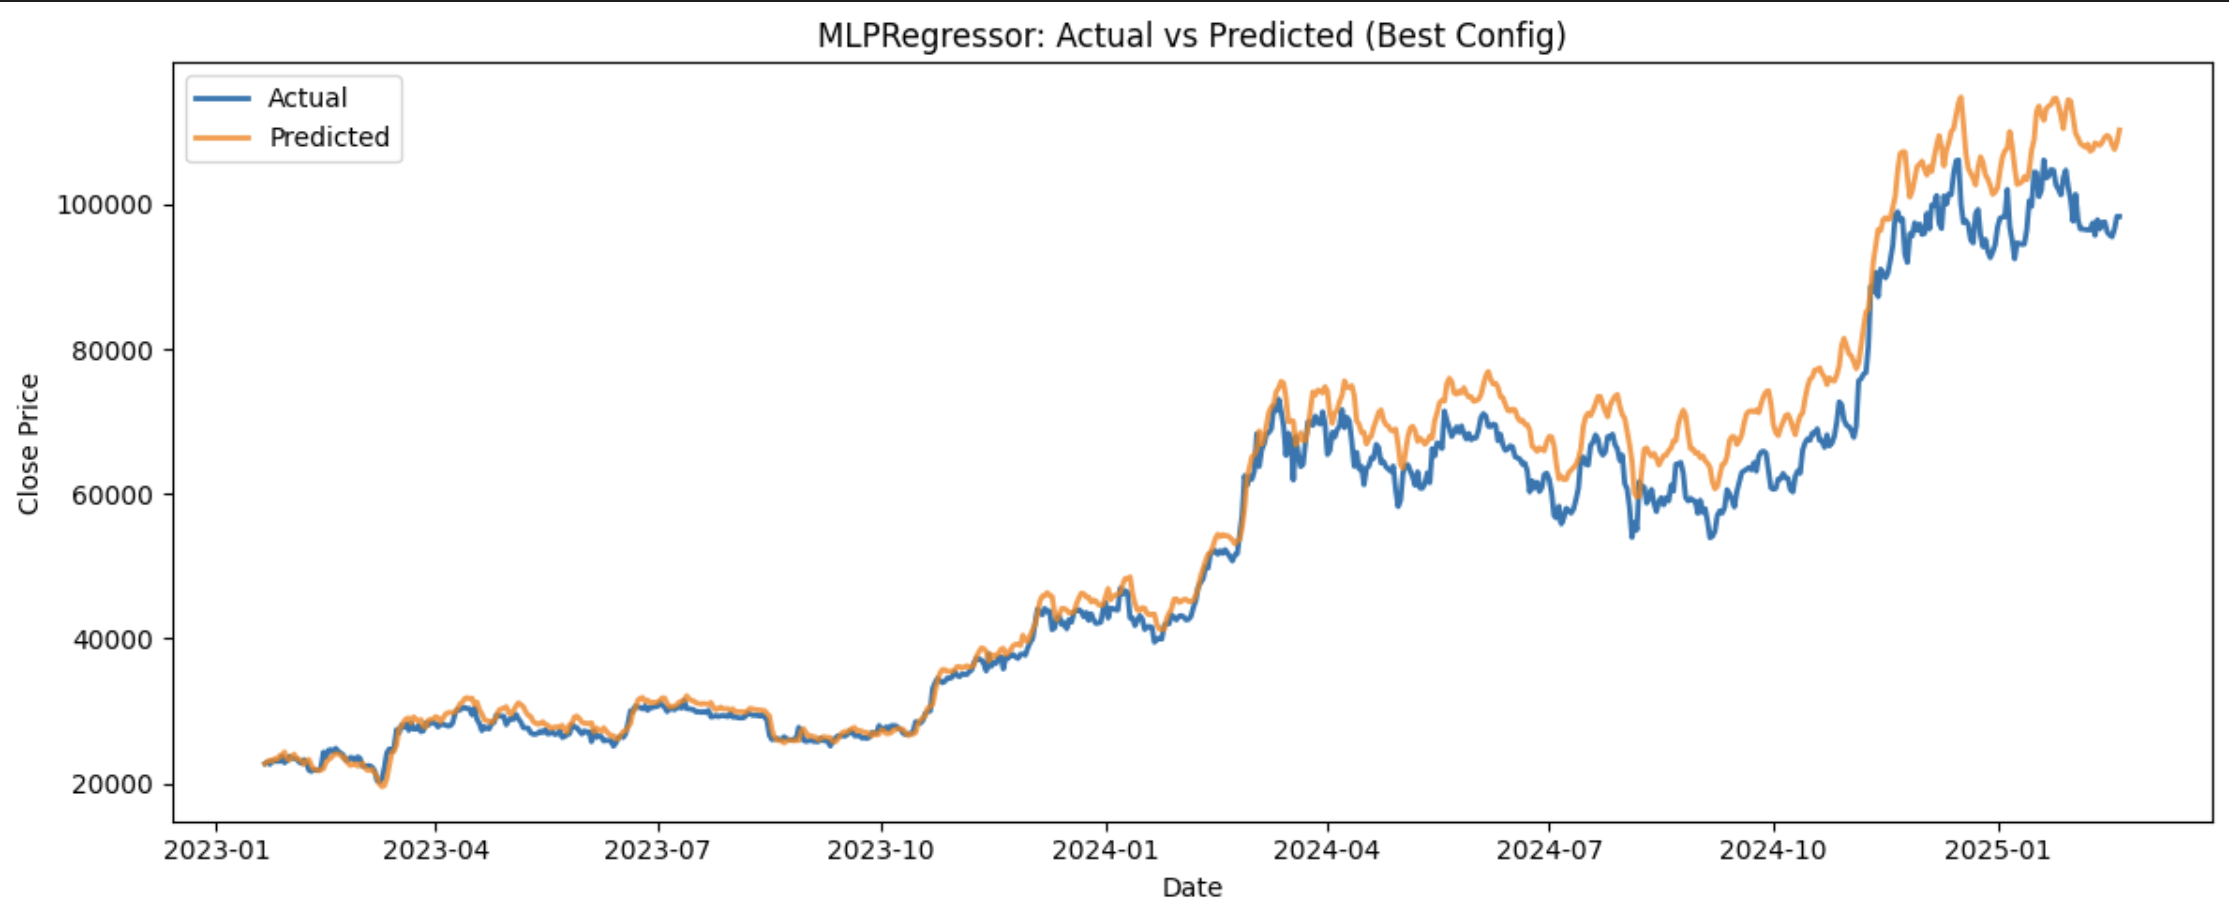 MLPRegressor: Actual vs Predicted (Best Config)
Actual
Predicted
Close Price
100000
80000
60000
40000
20000
2023-01 2023-04 2023-07 2023-10 2024-01 2024-04 2024-07 2024-10 2025-01
Date